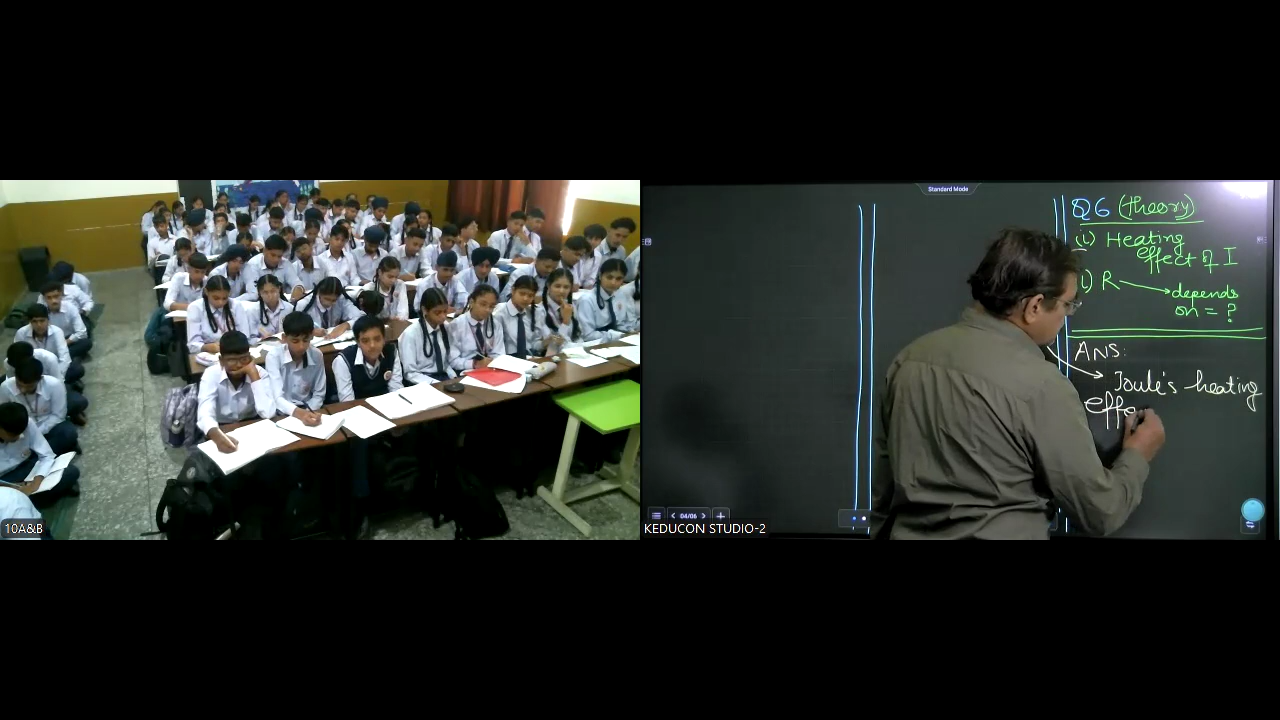 Standard Mode
Q6 (theory)
(i) Heating
effect of I
(i) R → depends
on = ?
ANS:
→ Joule's heating
effe
04/06
10A&B
KEDUCON STUDIO-2